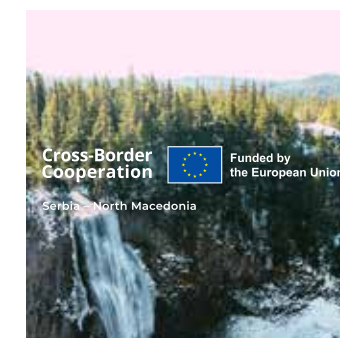 Cross-Border
Cooperation
Funded by
the European Union
Serbia – North Macedonia